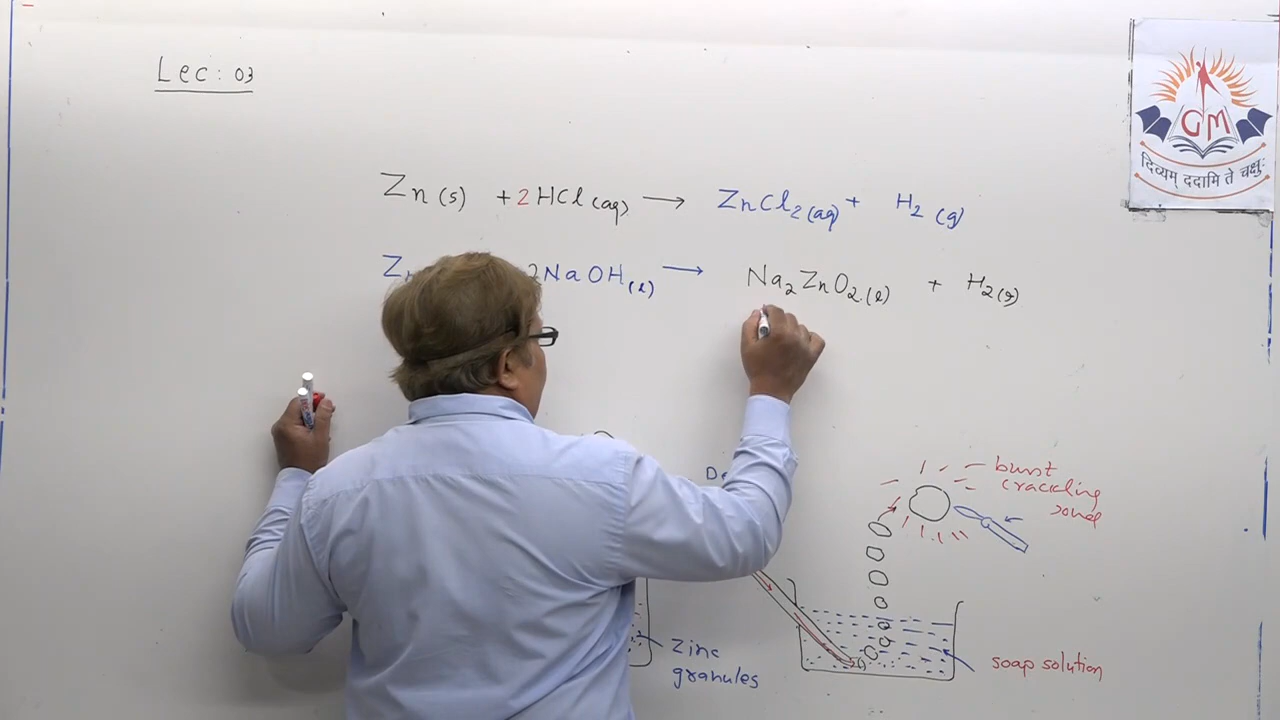 Lec : 03
GM
दिव्यम् ददामि ते चक्षुः
Zn (s) + 2 HCl (aq) → ZnCl2 (aq) + H2 (g)
Zn 2NaOH (l) → Na2ZnO2 (l) + H2 (g)
burst
crackling
zinc
granules
soap solution